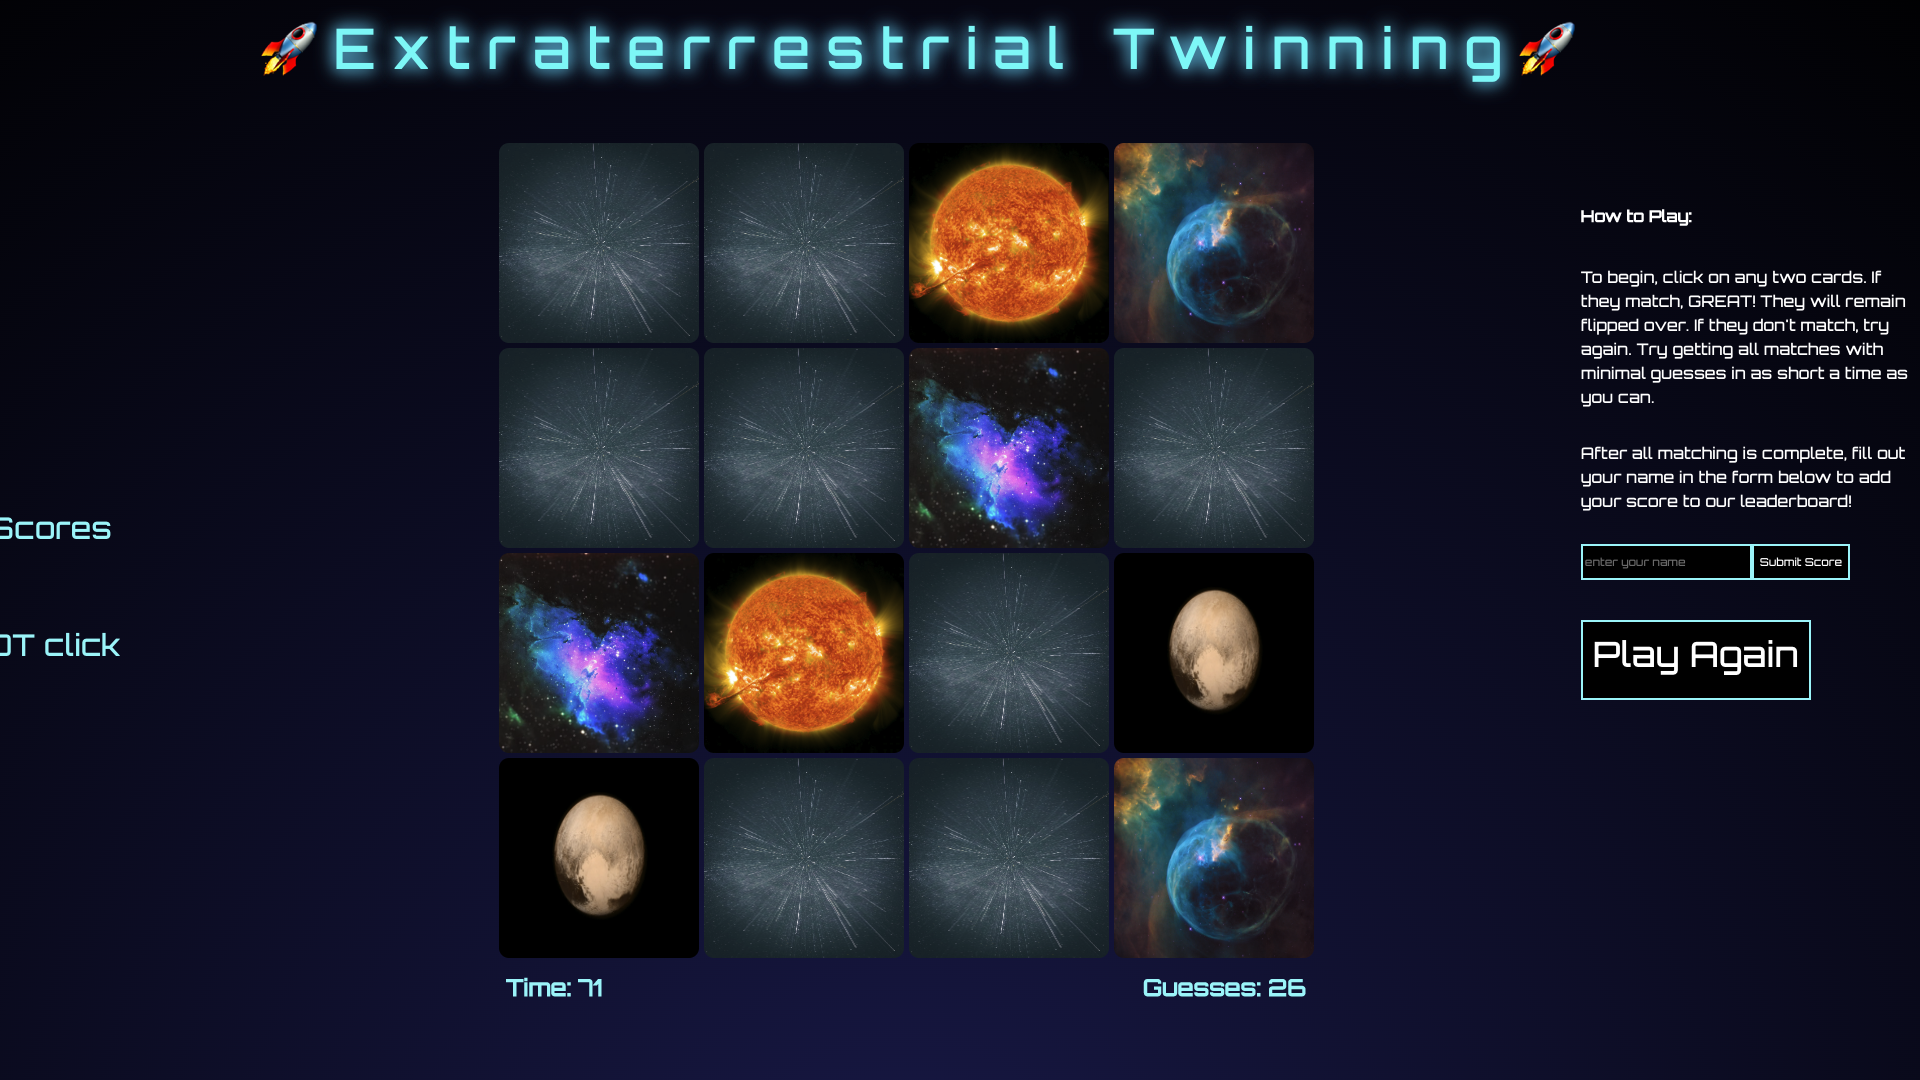 🚀Extraterrestrial Twinning🚀
How to Play:
To begin, click on any two cards. If
they match, GREAT! They will remain
flipped over. If they don't match, try
again. Try getting all matches with
minimal guesses in as short a time as
you can.
After all matching is complete, fill out
your name in the form below to add
your score to our leaderboard!
Scores
enter your name
Submit Score
click
Play Again
Time: 71
Guesses: 26